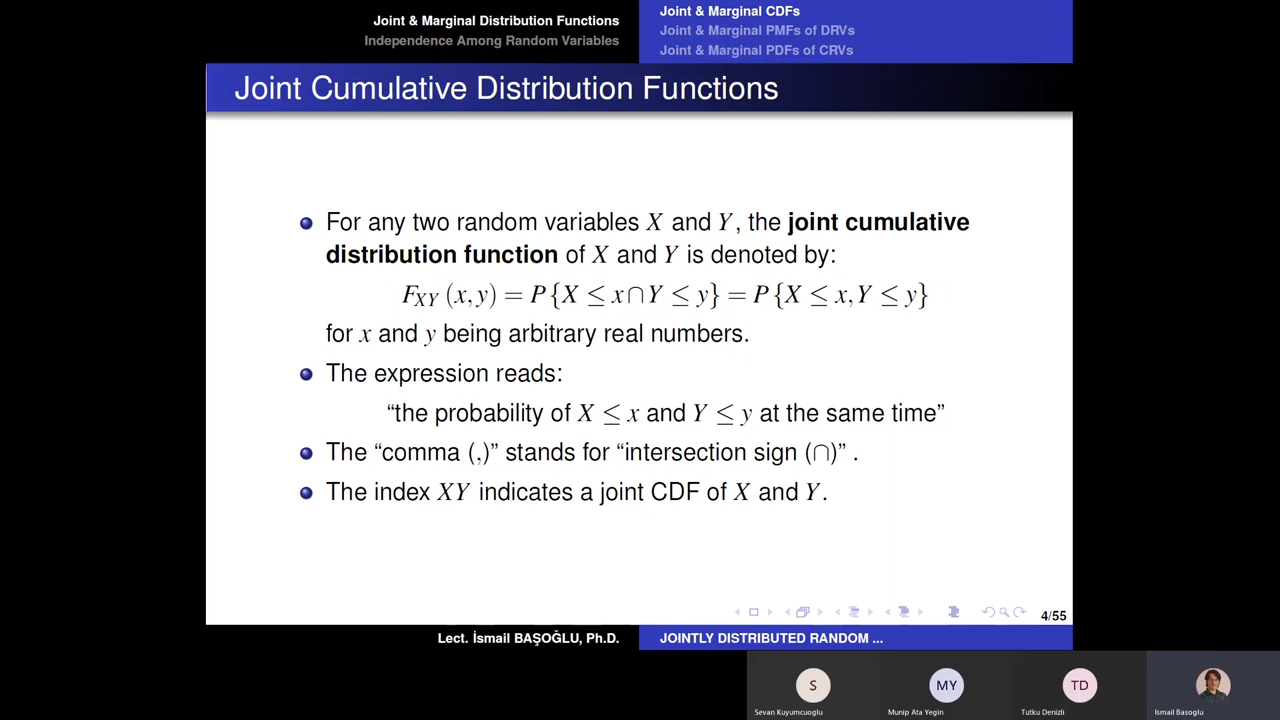 Joint & Marginal Distribution Functions
Independence Among Random Variables
Joint & Marginal CDFs
Joint & Marginal PMFs of DRVs
Joint & Marginal PDFs of CRVs
Joint Cumulative Distribution Functions
For any two random variables X and Y, the joint cumulative
distribution function of X and Y is denoted by:
F_XY (x,y) = P{X ≤ x∩Y ≤ y} = P{X ≤ x,Y ≤ y}
for x and y being arbitrary real numbers.
The expression reads:
“the probability of X ≤ x and Y ≤ y at the same time”
The “comma (,)” stands for “intersection sign (∩)” .
The index XY indicates a joint CDF of X and Y.
4/55
Lect. İsmail BAŞOĞLU, Ph.D.
JOINTLY DISTRIBUTED RANDOM ...
S
MY
TD
Sevan Kuyumcuoglu
Munip Ata Yegin
Tutku Denizli
Ismail Basoglu